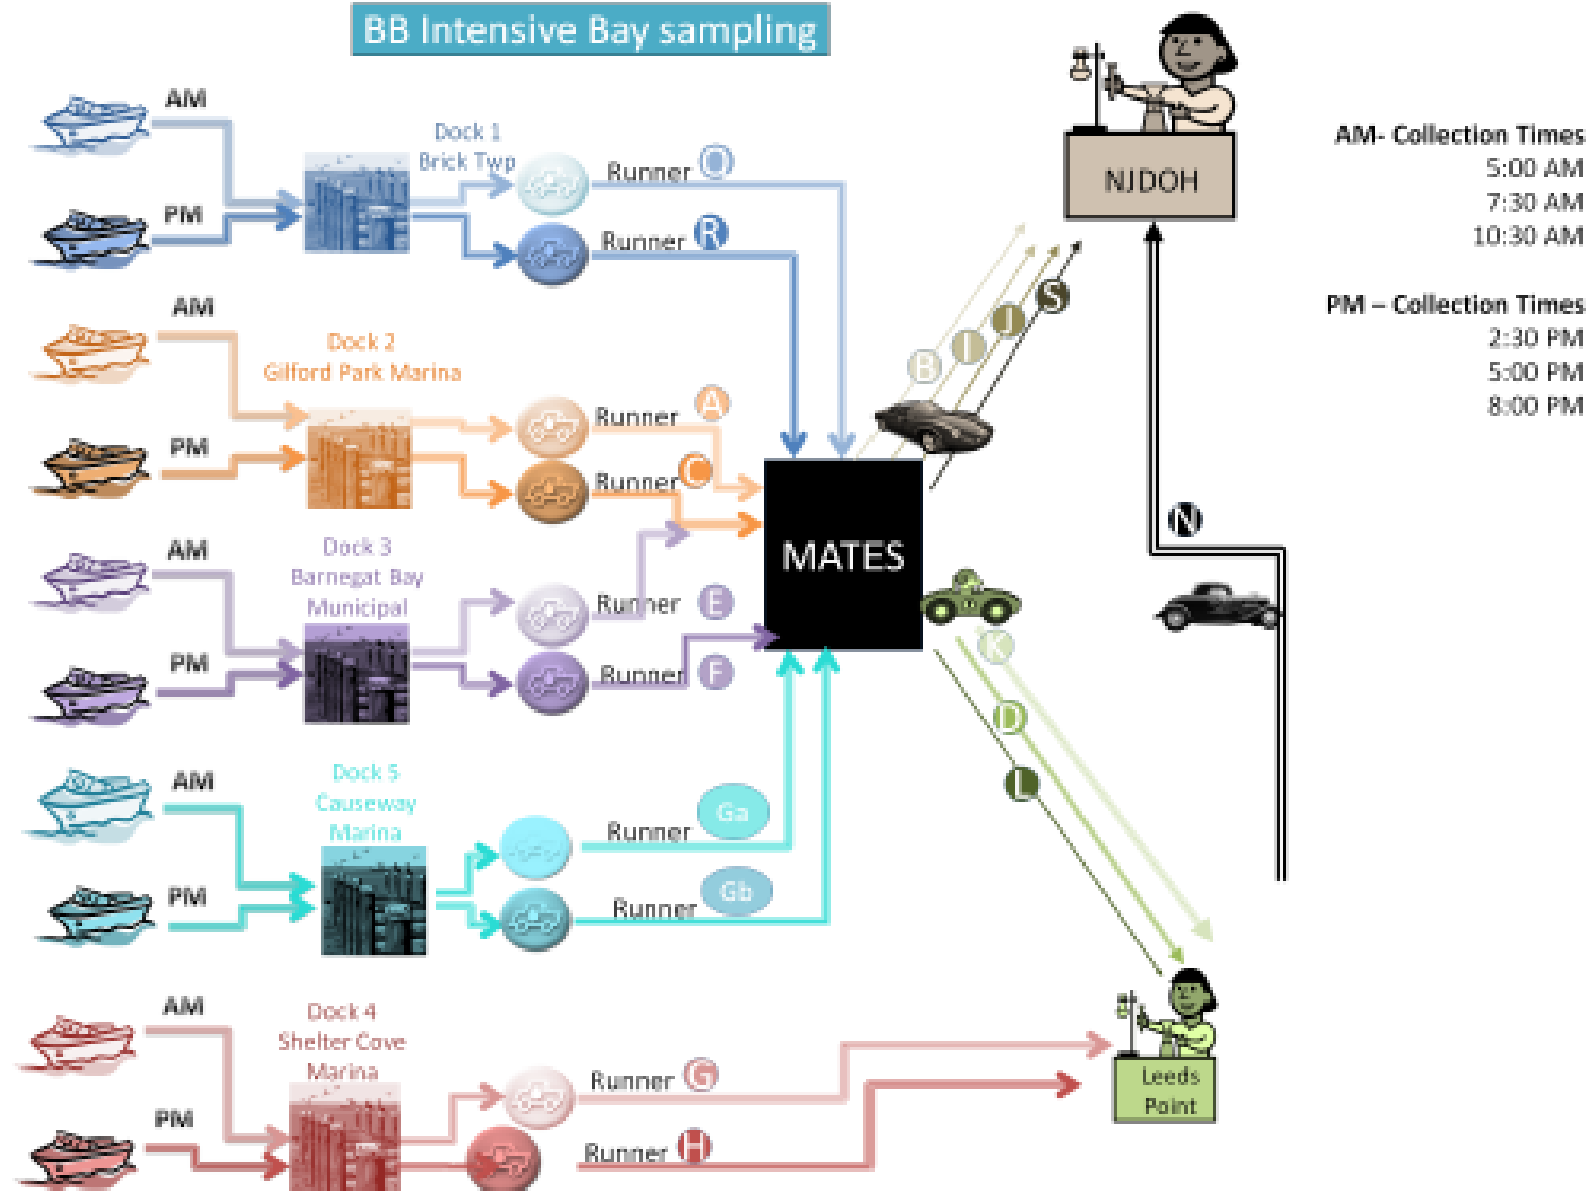 BB Intensive Bay sampling
AM
PM
Dock 1
Brick Twp
Runner
Runner R
AM
PM
Dock 2
Gilford Park Marina
Runner A
Runner C
AM
PM
Dock 3
Barnegat Bay
Municipal
Runner E
Runner F
AM
PM
Dock 5
Causeway
Marina
Runner Ga
Runner Gb
AM
PM
Dock 4
Shelter Cove
Marina
Runner G
Runner H
MATES
B
I
J
S
K
D
L
N
NJDOH
Leeds
Point
AM- Collection Times
5:00 AM
7:30 AM
10:30 AM
PM – Collection Times
2:30 PM
5:00 PM
8:00 PM